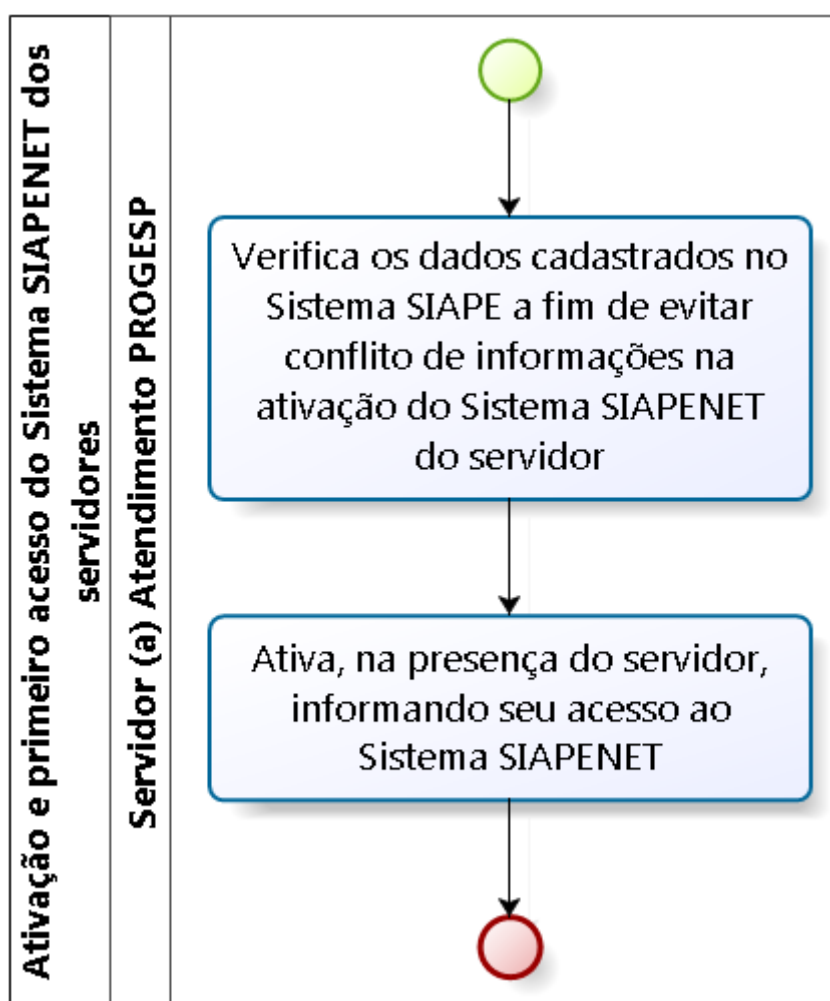 Ativação e primeiro acesso do Sistema SIAPENET dos
servidores
Servidor (a) Atendimento PROGESP
Verifica os dados cadastrados no
Sistema SIAPE a fim de evitar
conflito de informações na
ativação do Sistema SIAPENET
do servidor
Ativa, na presença do servidor,
informando seu acesso ao
Sistema SIAPENET